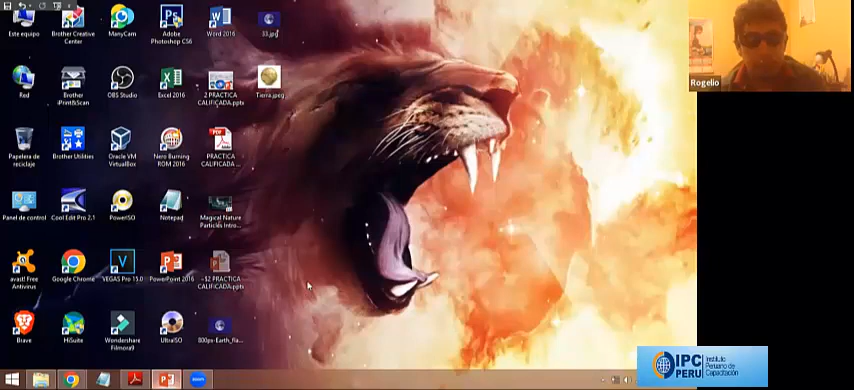 Este equipo
Brother Creative
Center
ManyCam
Adobe
Photoshop CS6
Word 2016
33.jpg
Red
Brother
iPrint&Scan
OBS Studio
Excel 2016
2 PRACTICA
CALIFICADA.pptx
Tierra.jpeg
Papelera de
reciclaje
Brother Utilities
Oracle VM
VirtualBox
Nero Burning
ROM 2016
PRACTICA
CALIFICADA ...
Panel de control
Cool Edit Pro 2.1
PowerISO
Notepad
Magical Nature
Particles Intro...
avast! Free
Antivirus
Google Chrome
VEGAS Pro 15.0
PowerPoint 2016
~$2 PRACTICA
CALIFICADA.pptx
Brave
HiSuite
Wondershare
Filmora9
UltraISO
800px-Earth_fla...
Rogelio
zoom
IPC
PERU
Instituto
Peruano de
Capacitación